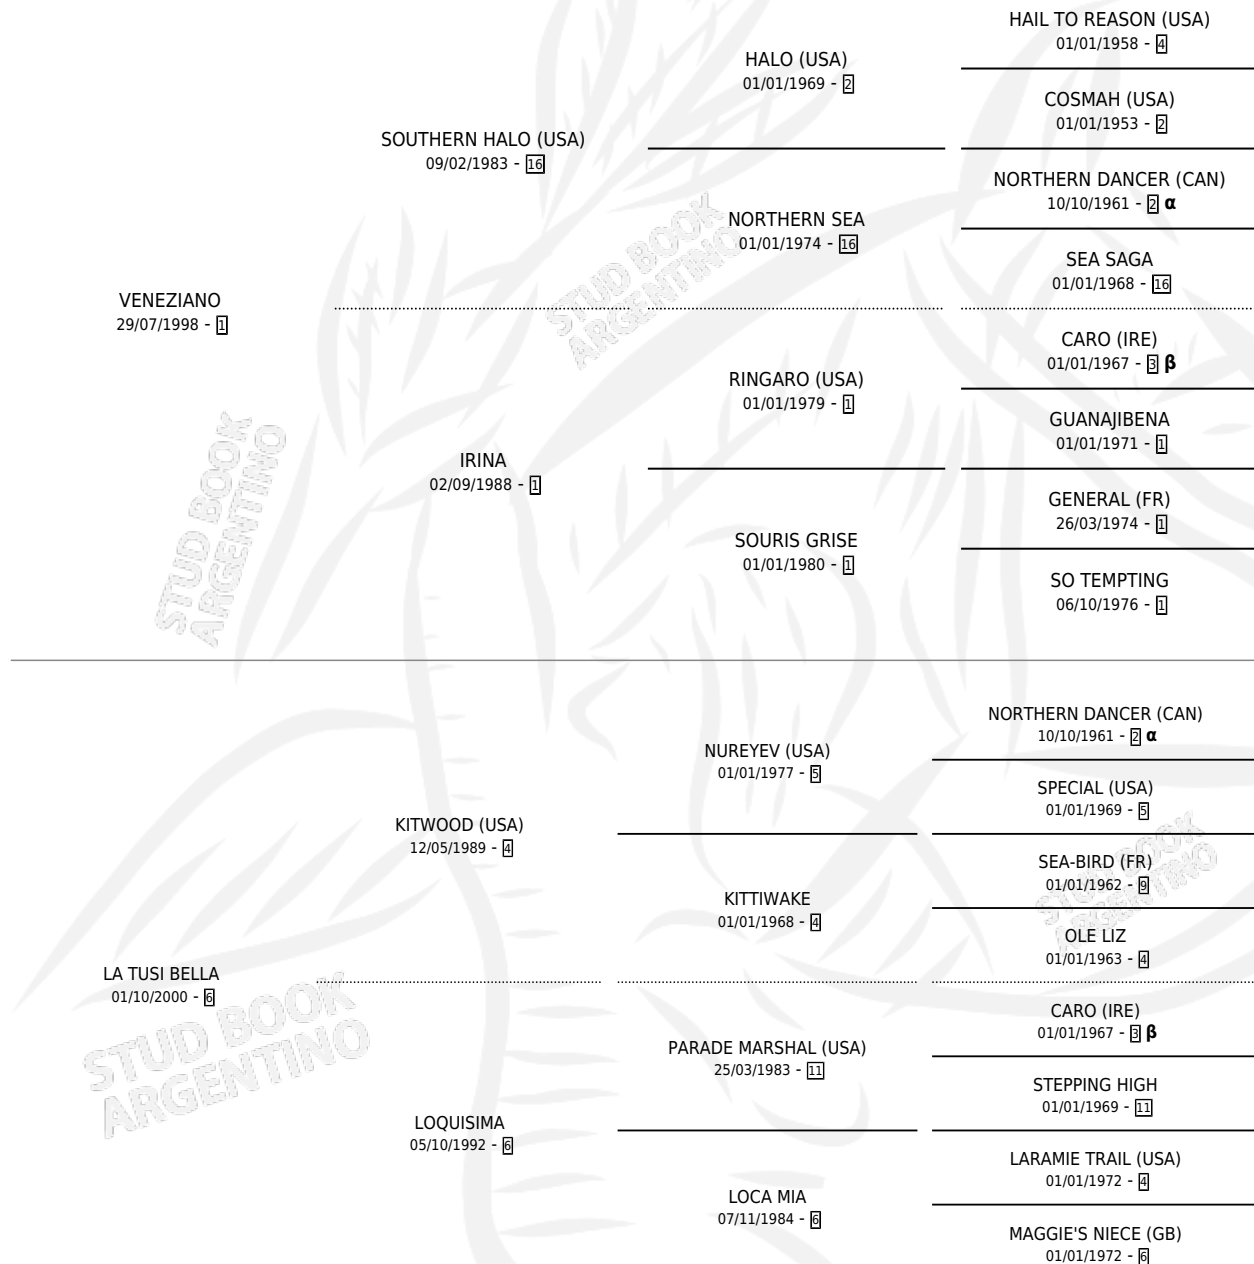 HAIL TO REASON (USA)
01/01/1958 - 4
HALO (USA)
01/01/1969 - 2
COSMAH (USA)
01/01/1953 - 2
SOUTHERN HALO (USA)
09/02/1983 - 16
NORTHERN DANCER (CAN)
10/10/1961 - 2 α
NORTHERN SEA
01/01/1974 - 16
SEA SAGA
01/01/1968 - 16
VENEZIANO
29/07/1998 - 1
CARO (IRE)
01/01/1967 - 3 β
RINGARO (USA)
01/01/1979 - 1
GUANAJIBENA
01/01/1971 - 1
IRINA
02/09/1988 - 1
GENERAL (FR)
26/03/1974 - 1
SOURIS GRISE
01/01/1980 - 1
SO TEMPTING
06/10/1976 - 1
STUD BOOK
ARGENTINO
STUD BOOK
ARGENTINO
NORTHERN DANCER (CAN)
10/10/1961 - 2 α
NUREYEV (USA)
01/01/1977 - 5
SPECIAL (USA)
01/01/1969 - 5
KITWOOD (USA)
12/05/1989 - 4
SEA-BIRD (FR)
01/01/1962 - 9
KITTIWAKE
01/01/1968 - 4
OLE LIZ
01/01/1963 - 4
LA TUSI BELLA
01/10/2000 - 6
CARO (IRE)
01/01/1967 - 3 β
PARADE MARSHAL (USA)
25/03/1983 - 11
STEPPING HIGH
01/01/1969 - 11
LOQUISIMA
05/10/1992 - 6
LARAMIE TRAIL (USA)
01/01/1972 - 4
LOCA MIA
07/11/1984 - 6
MAGGIE'S NIECE (GB)
01/01/1972 - 6
STUD BOOK
ARGENTINO
STUD BOOK
ARGENTINO